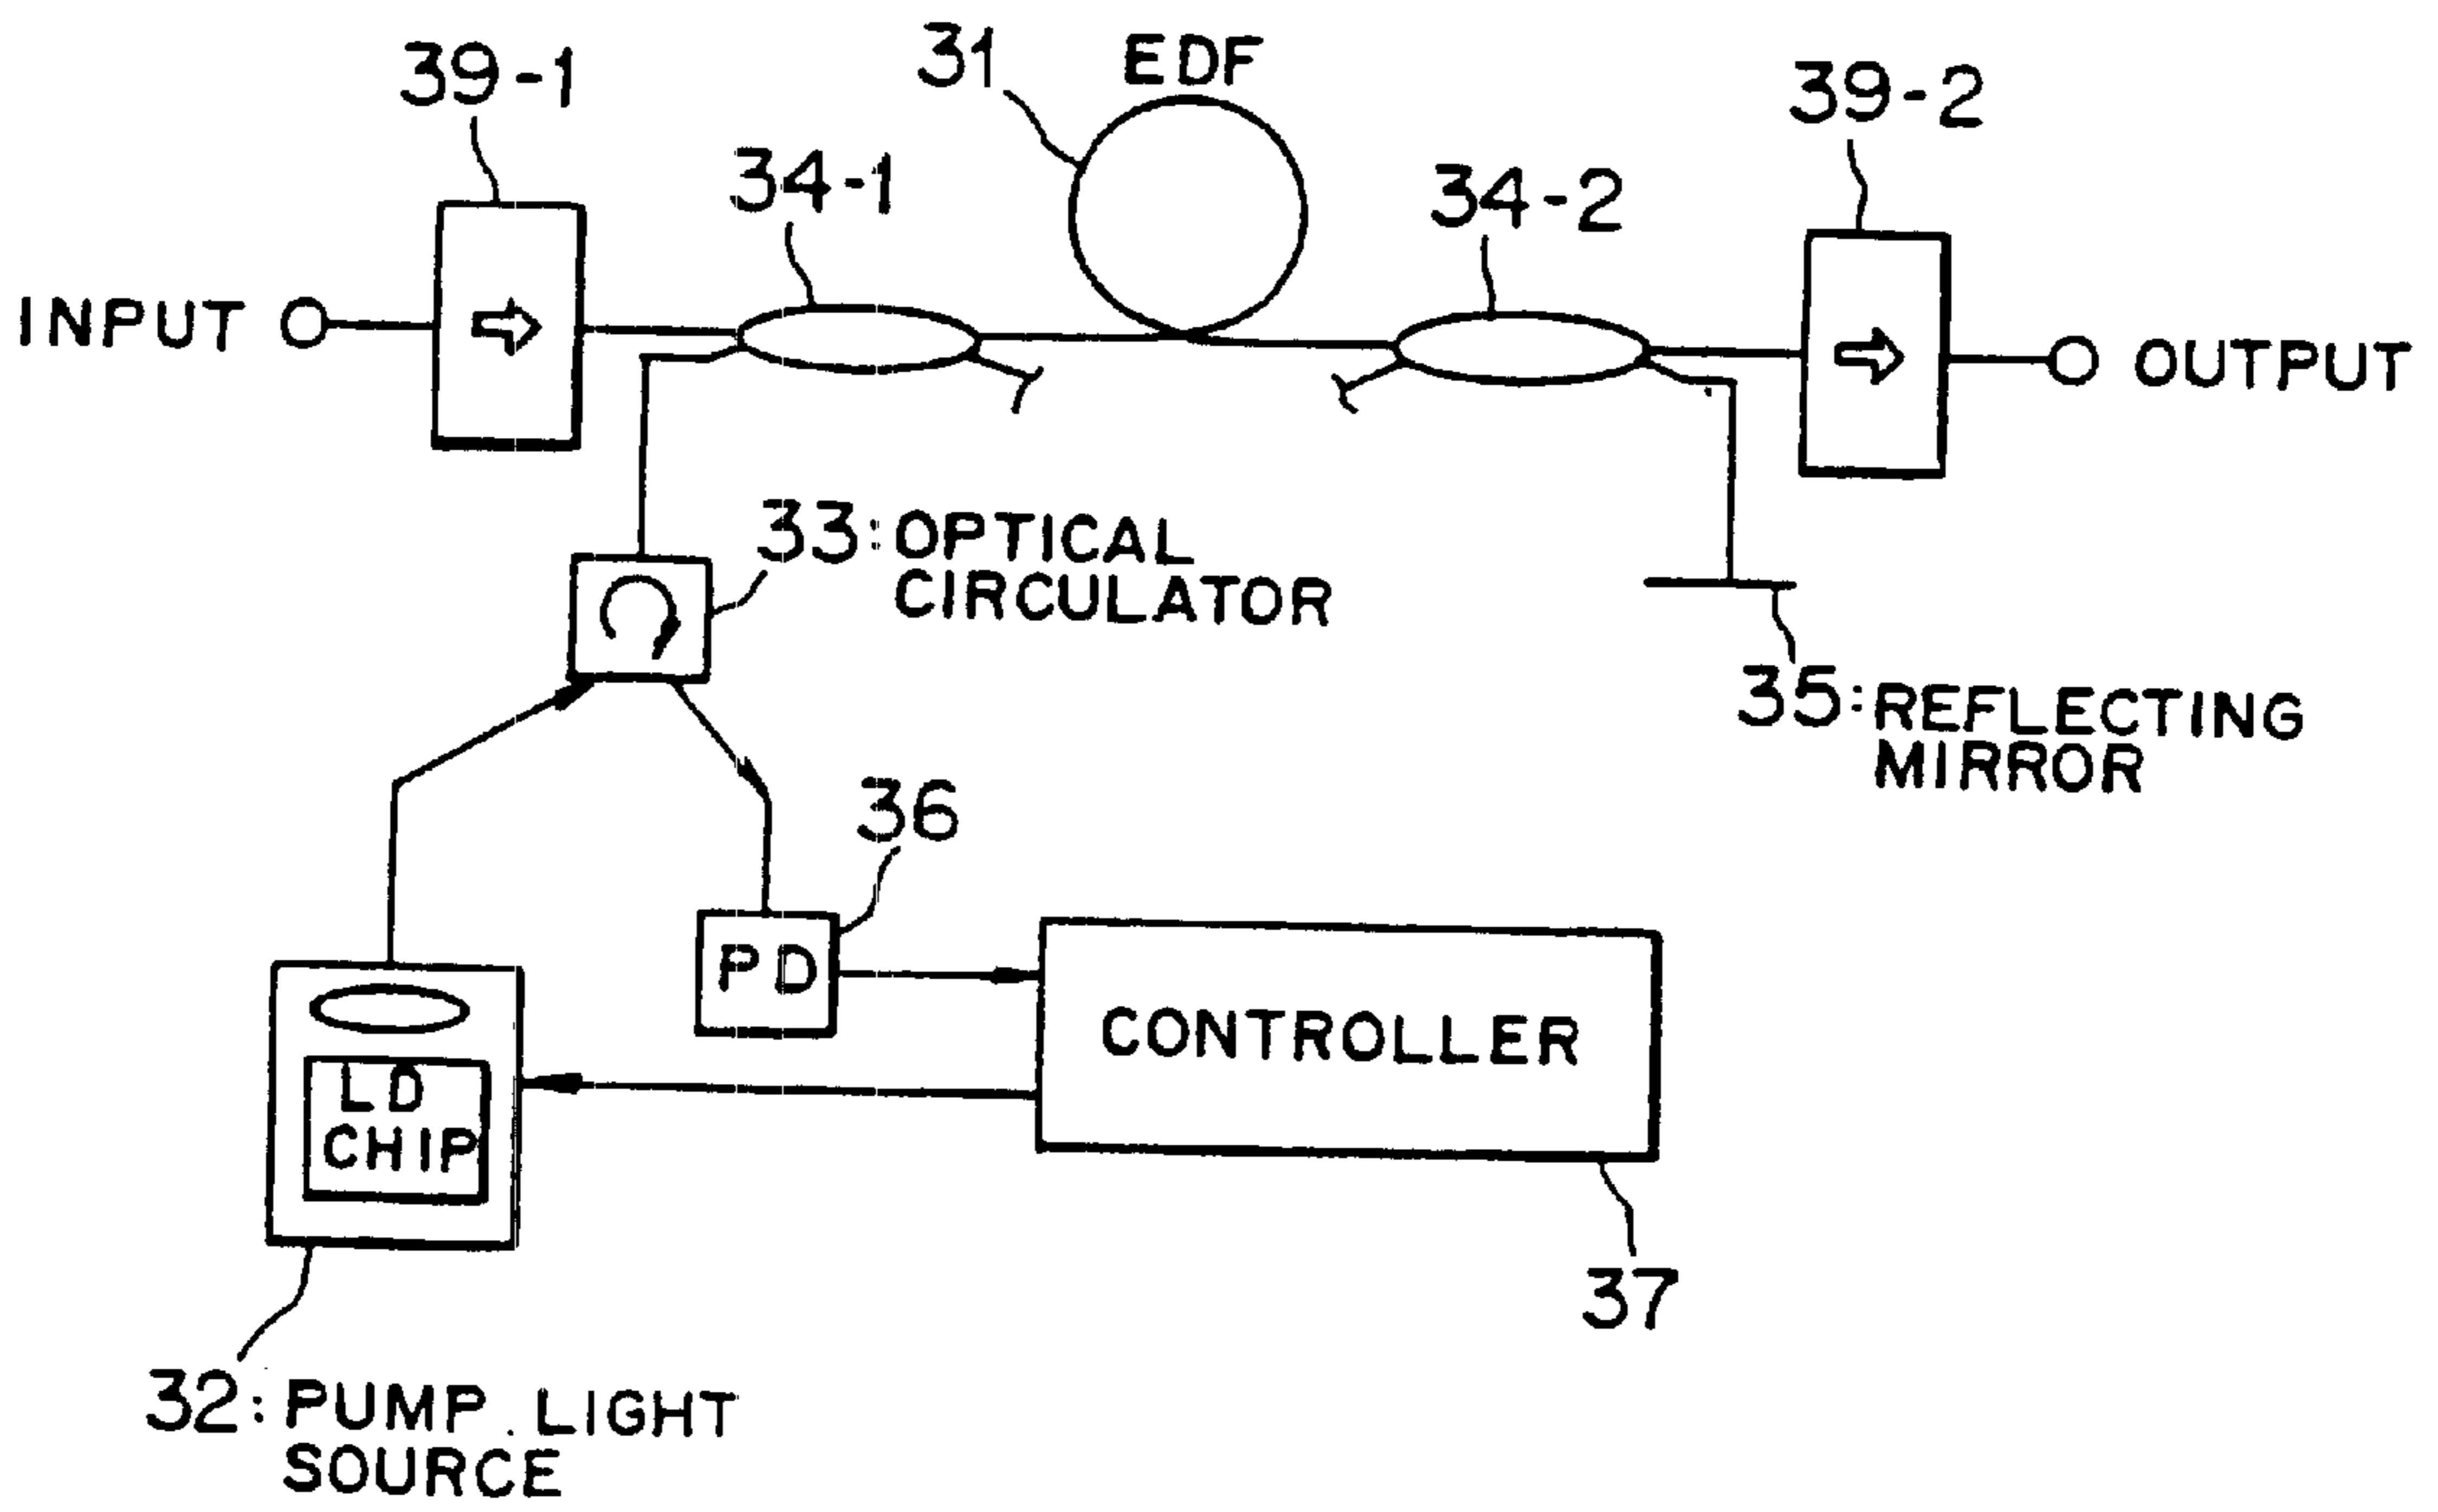 39-1
31
EDF
39-2
34-1
34-2
INPUT
OUTPUT
33: OPTICAL
CIRCULATOR
35: REFLECTING
MIRROR
36
PD
CONTROLLER
LD
CHIP
37
32: PUMP LIGHT
SOURCE